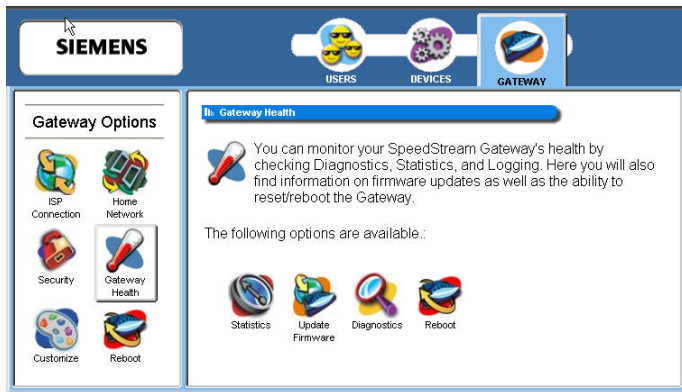 SIEMENS
USERS
DEVICES
GATEWAY
Gateway Options
ISP
Connection
Home
Network
Security
Gateway
Health
Customize
Reboot
Gateway Health
You can monitor your SpeedStream Gateway's health by
checking Diagnostics, Statistics, and Logging. Here you will also
find information on firmware updates as well as the ability to
reset/reboot the Gateway.
The following options are available.:
Statistics
Update
Firmware
Diagnostics
Reboot